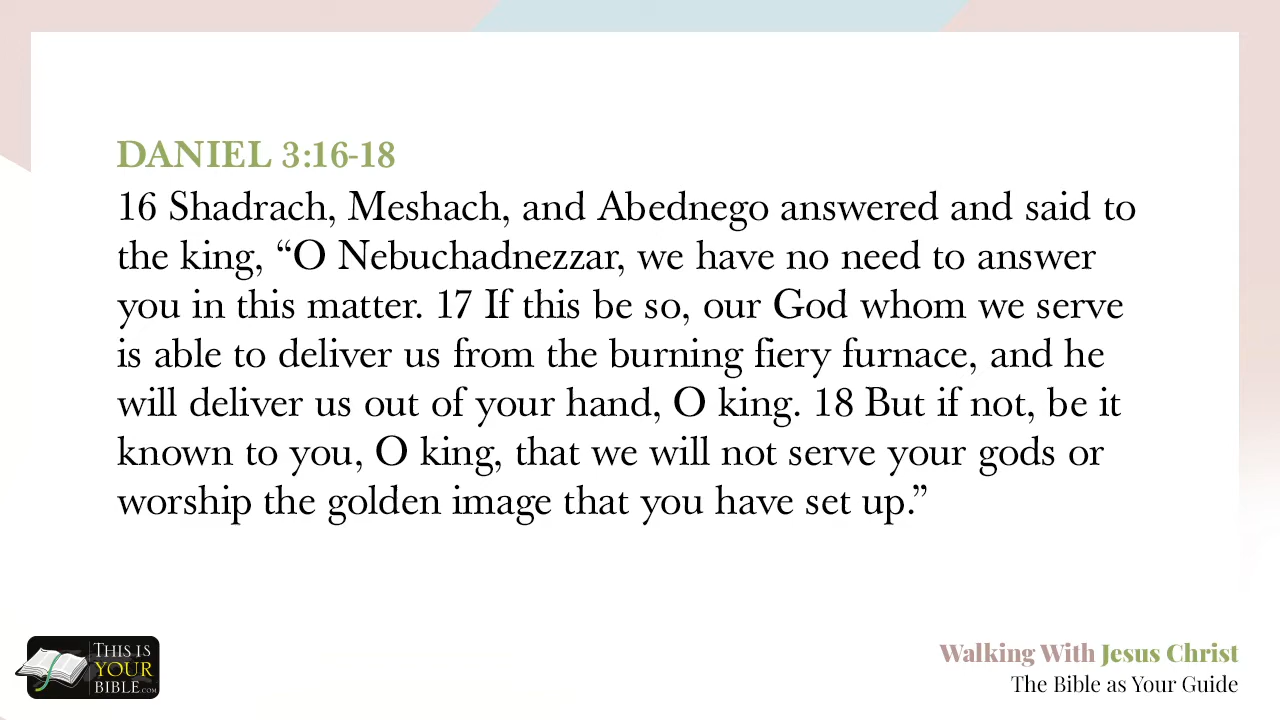 DANIEL 3:16-18
16 Shadrach, Meshach, and Abednego answered and said to
the king, “O Nebuchadnezzar, we have no need to answer
you in this matter. 17 If this be so, our God whom we serve
is able to deliver us from the burning fiery furnace, and he
will deliver us out of your hand, O king. 18 But if not, be it
known to you, O king, that we will not serve your gods or
worship the golden image that you have set up.”
THIS IS
YOUR
BIBLE.COM
Walking With Jesus Christ
The Bible as Your Guide